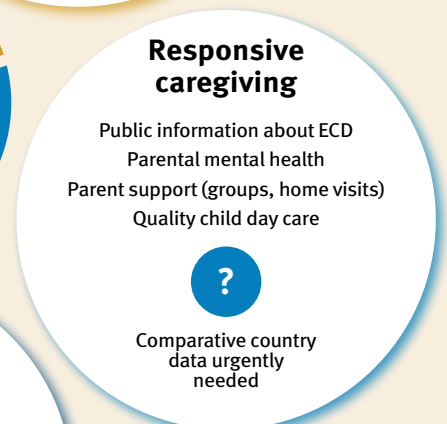 Responsive
caregiving
Public information about ECD
Parental mental health
Parent support (groups, home visits)
Quality child day care
?
Comparative country
data urgently
needed